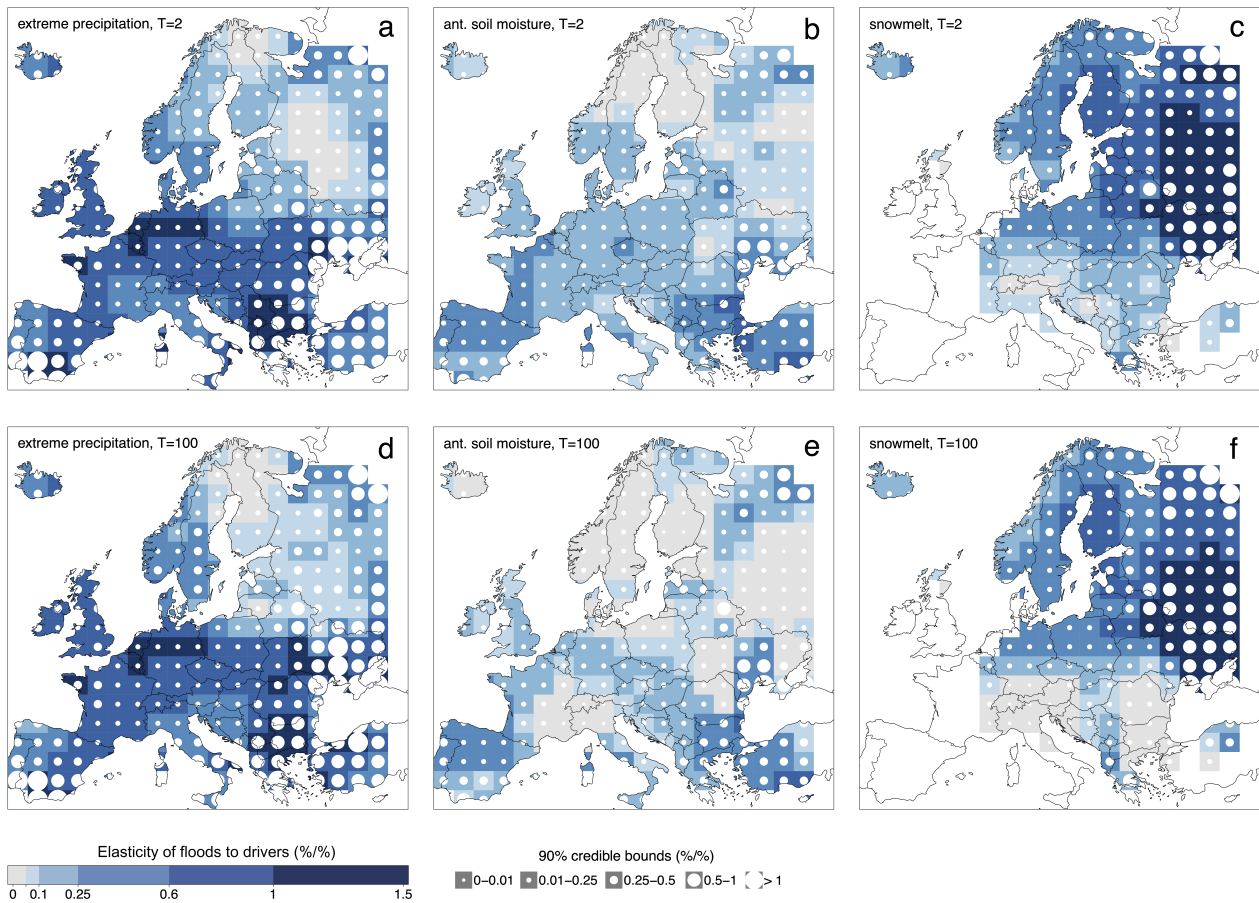 extreme precipitation, T=2
a
ant. soil moisture, T=2
b
snowmelt, T=2
c
extreme precipitation, T=100
d
ant. soil moisture, T=100
e
snowmelt, T=100
f
Elasticity of floods to drivers (%/%)
0 0.1 0.25 0.6 1 1.5
90% credible bounds (%/%)
0−0.01 0.01−0.25 0.25−0.5 0.5−1 > 1